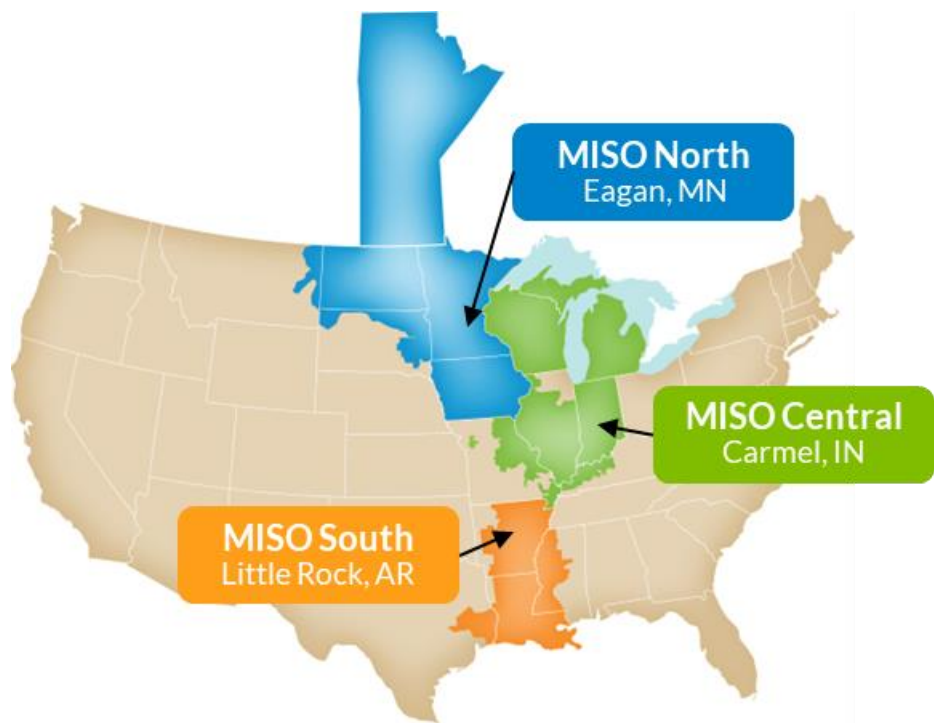 MISO North
Eagan, MN
MISO Central
Carmel, IN
MISO South
Little Rock, AR